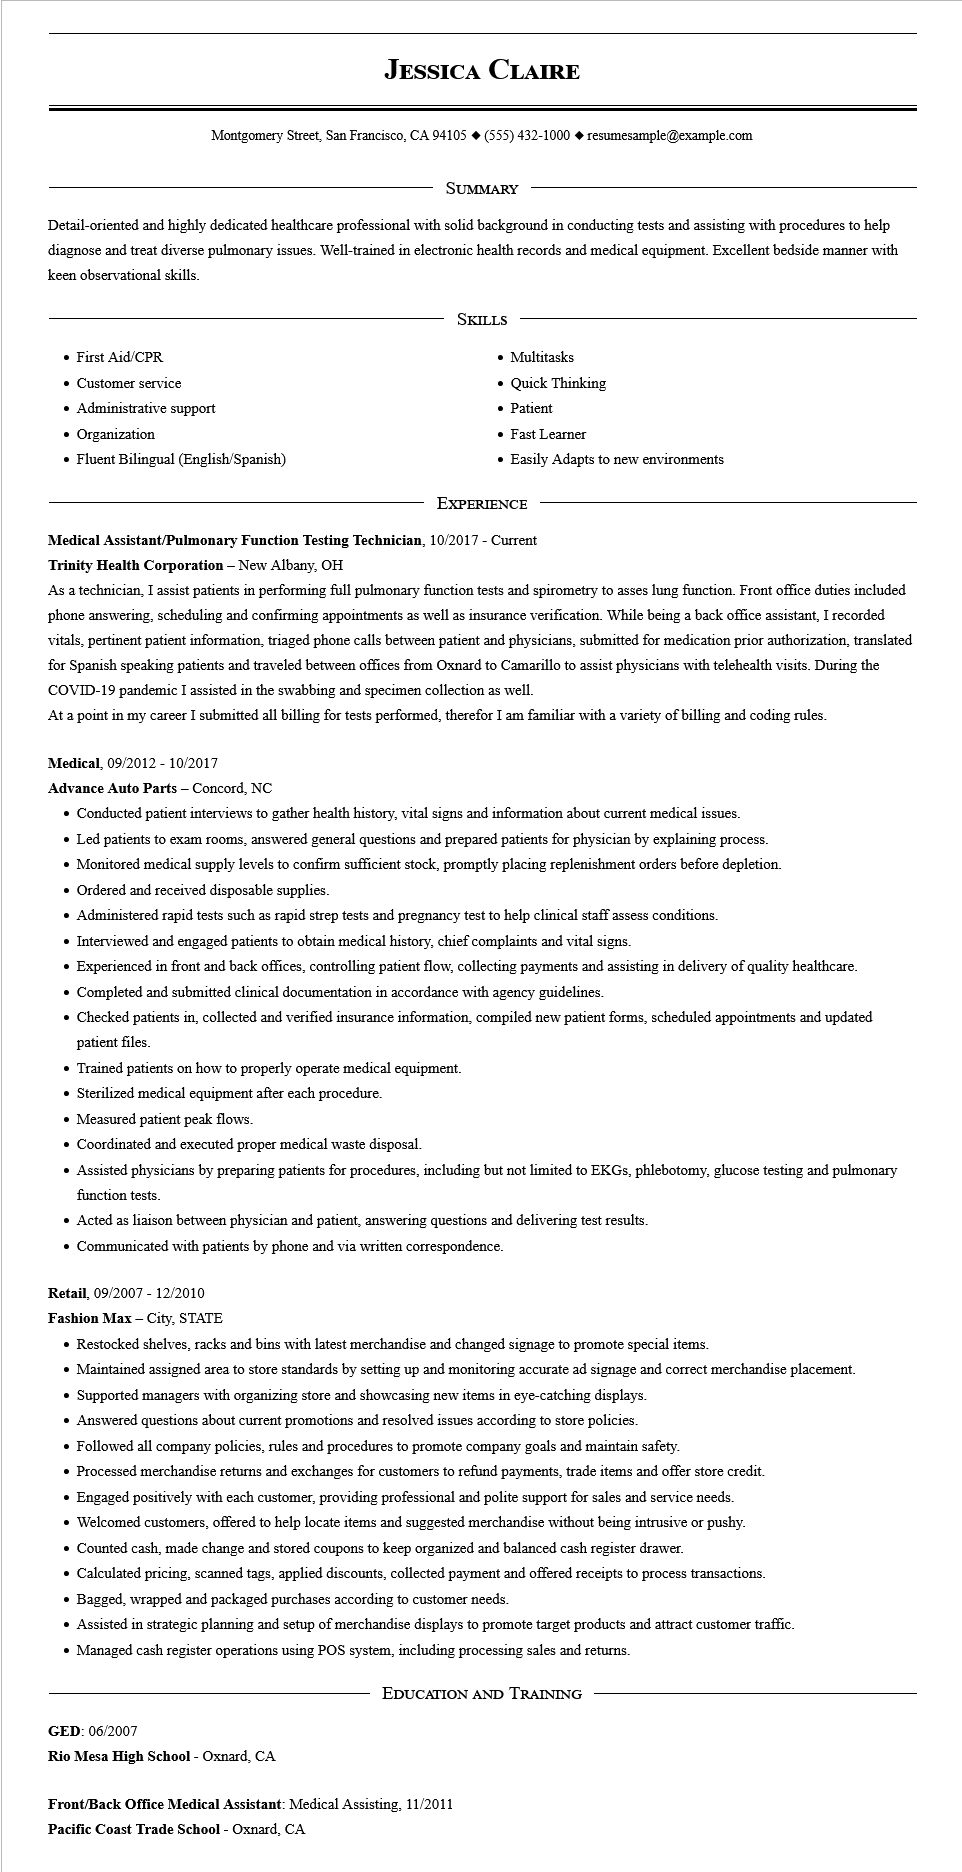 Jessica Claire
Montgomery Street, San Francisco, CA 94105 ◆ (555) 432-1000 ◆ resumesample@example.com
Summary
Detail-oriented and highly dedicated healthcare professional with solid background in conducting tests and assisting with procedures to help
diagnose and treat diverse pulmonary issues. Well-trained in electronic health records and medical equipment. Excellent bedside manner with
keen observational skills.
Skills
• First Aid/CPR
• Customer service
• Administrative support
• Organization
• Fluent Bilingual (English/Spanish)
• Multitasks
• Quick Thinking
• Patient
• Fast Learner
• Easily Adapts to new environments
Experience
Medical Assistant/Pulmonary Function Testing Technician, 10/2017 - Current
Trinity Health Corporation – New Albany, OH
As a technician, I assist patients in performing full pulmonary function tests and spirometry to asses lung function. Front office duties included
phone answering, scheduling and confirming appointments as well as insurance verification. While being a back office assistant, I recorded
vitals, pertinent patient information, triaged phone calls between patient and physicians, submitted for medication prior authorization, translated
for Spanish speaking patients and traveled between offices from Oxnard to Camarillo to assist physicians with telehealth visits. During the
COVID-19 pandemic I assisted in the swabbing and specimen collection as well.
At a point in my career I submitted all billing for tests performed, therefor I am familiar with a variety of billing and coding rules.
Medical, 09/2012 - 10/2017
Advance Auto Parts – Concord, NC
• Conducted patient interviews to gather health history, vital signs and information about current medical issues.
• Led patients to exam rooms, answered general questions and prepared patients for physician by explaining process.
• Monitored medical supply levels to confirm sufficient stock, promptly placing replenishment orders before depletion.
• Ordered and received disposable supplies.
• Administered rapid tests such as rapid strep tests and pregnancy test to help clinical staff assess conditions.
• Interviewed and engaged patients to obtain medical history, chief complaints and vital signs.
• Experienced in front and back offices, controlling patient flow, collecting payments and assisting in delivery of quality healthcare.
• Completed and submitted clinical documentation in accordance with agency guidelines.
• Checked patients in, collected and verified insurance information, compiled new patient forms, scheduled appointments and updated
patient files.
• Trained patients on how to properly operate medical equipment.
• Sterilized medical equipment after each procedure.
• Measured patient peak flows.
• Coordinated and executed proper medical waste disposal.
• Assisted physicians by preparing patients for procedures, including but not limited to EKGs, phlebotomy, glucose testing and pulmonary
function tests.
• Acted as liaison between physician and patient, answering questions and delivering test results.
• Communicated with patients by phone and via written correspondence.
Retail, 09/2007 - 12/2010
Fashion Max – City, STATE
• Restocked shelves, racks and bins with latest merchandise and changed signage to promote special items.
• Maintained assigned area to store standards by setting up and monitoring accurate ad signage and correct merchandise placement.
• Supported managers with organizing store and showcasing new items in eye-catching displays.
• Answered questions about current promotions and resolved issues according to store policies.
• Followed all company policies, rules and procedures to promote company goals and maintain safety.
• Processed merchandise returns and exchanges for customers to refund payments, trade items and offer store credit.
• Engaged positively with each customer, providing professional and polite support for sales and service needs.
• Welcomed customers, offered to help locate items and suggested merchandise without being intrusive or pushy.
• Counted cash, made change and stored coupons to keep organized and balanced cash register drawer.
• Calculated pricing, scanned tags, applied discounts, collected payment and offered receipts to process transactions.
• Bagged, wrapped and packaged purchases according to customer needs.
• Assisted in strategic planning and setup of merchandise displays to promote target products and attract customer traffic.
• Managed cash register operations using POS system, including processing sales and returns.
Education and Training
GED: 06/2007
Rio Mesa High School - Oxnard, CA
Front/Back Office Medical Assistant: Medical Assisting, 11/2011
Pacific Coast Trade School - Oxnard, CA